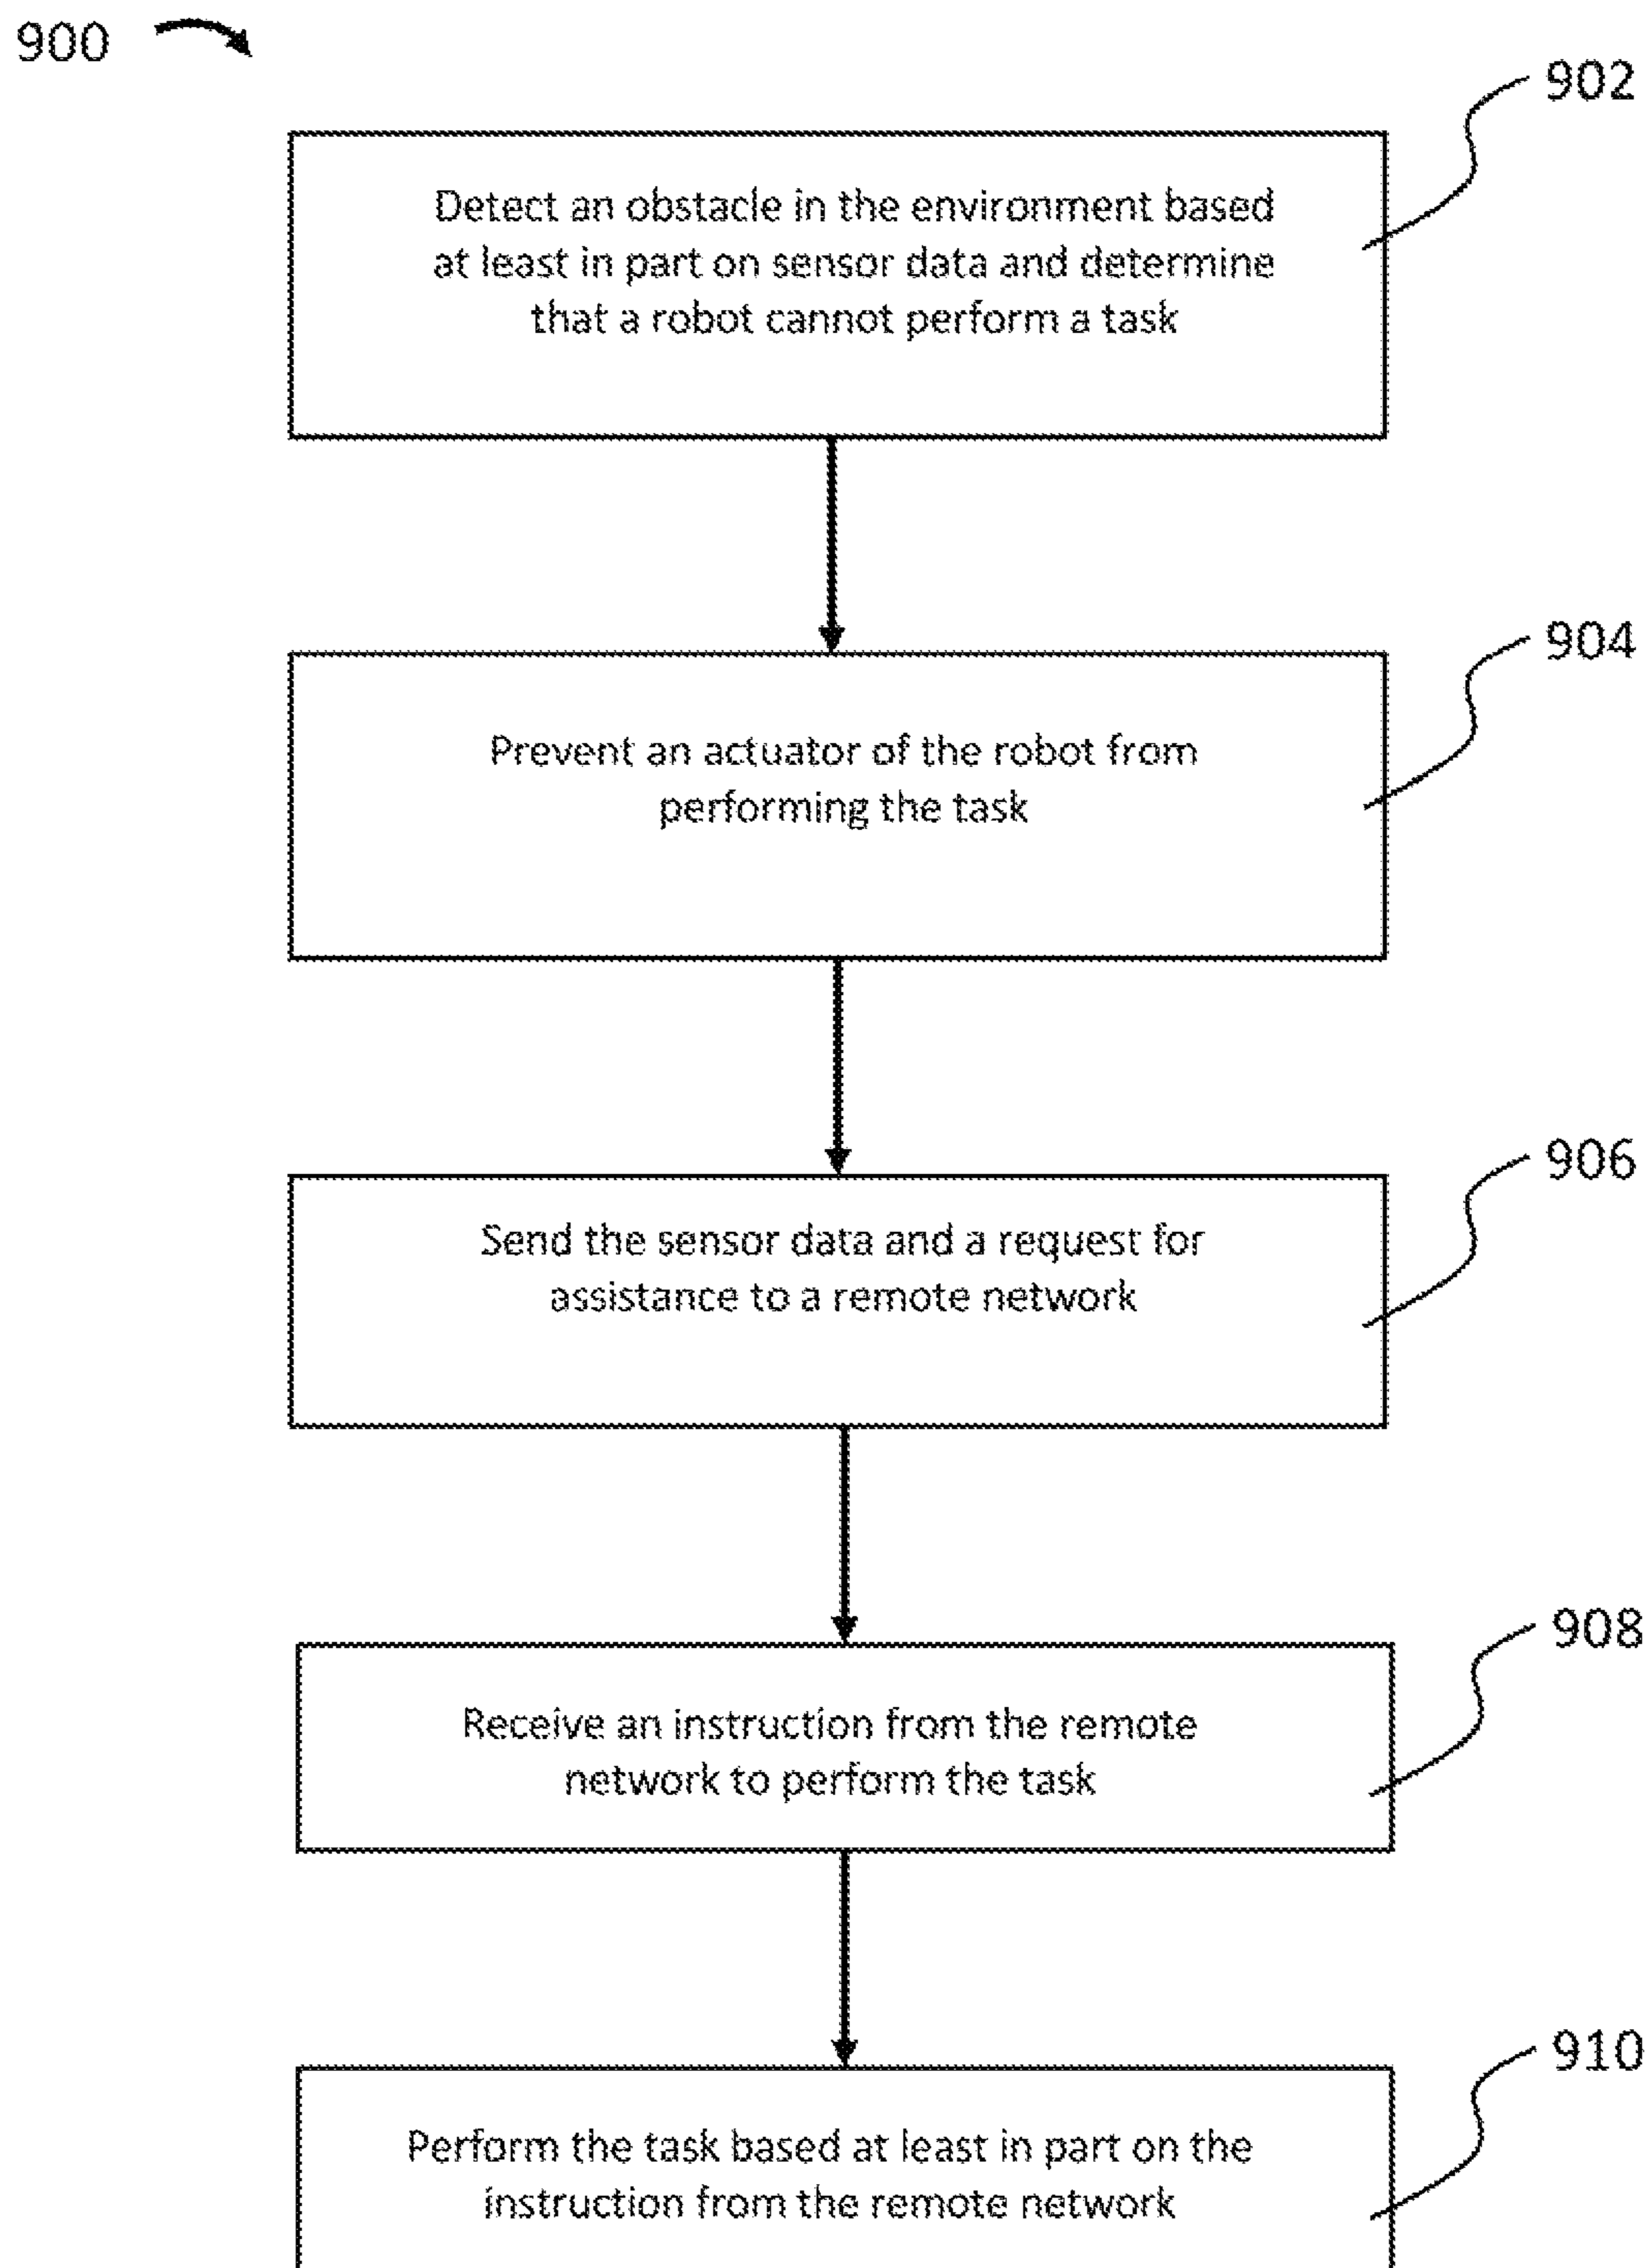 900
902
Detect an obstacle in the environment based
at least in part on sensor data and determine
that a robot cannot perform a task
904
Prevent an actuator of the robot from
performing the task
906
Send the sensor data and a request for
assistance to a remote network
908
Receive an instruction from the remote
network to perform the task
910
Perform the task based at least in part on the
instruction from the remote network